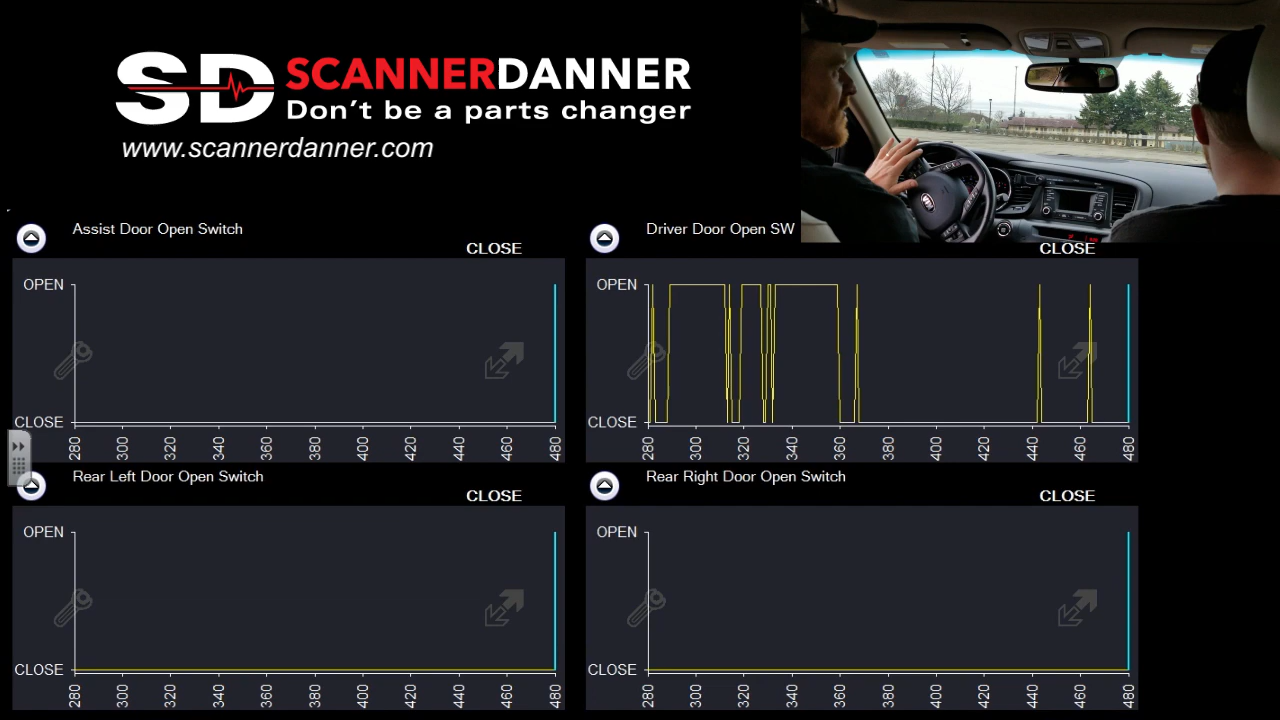 SD SCANNERDANNER
Don't be a parts changer
www.scannerdanner.com
Assist Door Open Switch
CLOSE
OPEN
CLOSE
280 300 320 340 360 380 400 420 440 460 480
Driver Door Open SW
CLOSE
OPEN
CLOSE
280 300 320 340 360 380 400 420 440 460 480
Rear Left Door Open Switch
CLOSE
OPEN
CLOSE
280 300 320 340 360 380 400 420 440 460 480
Rear Right Door Open Switch
CLOSE
OPEN
CLOSE
280 300 320 340 360 380 400 420 440 460 480